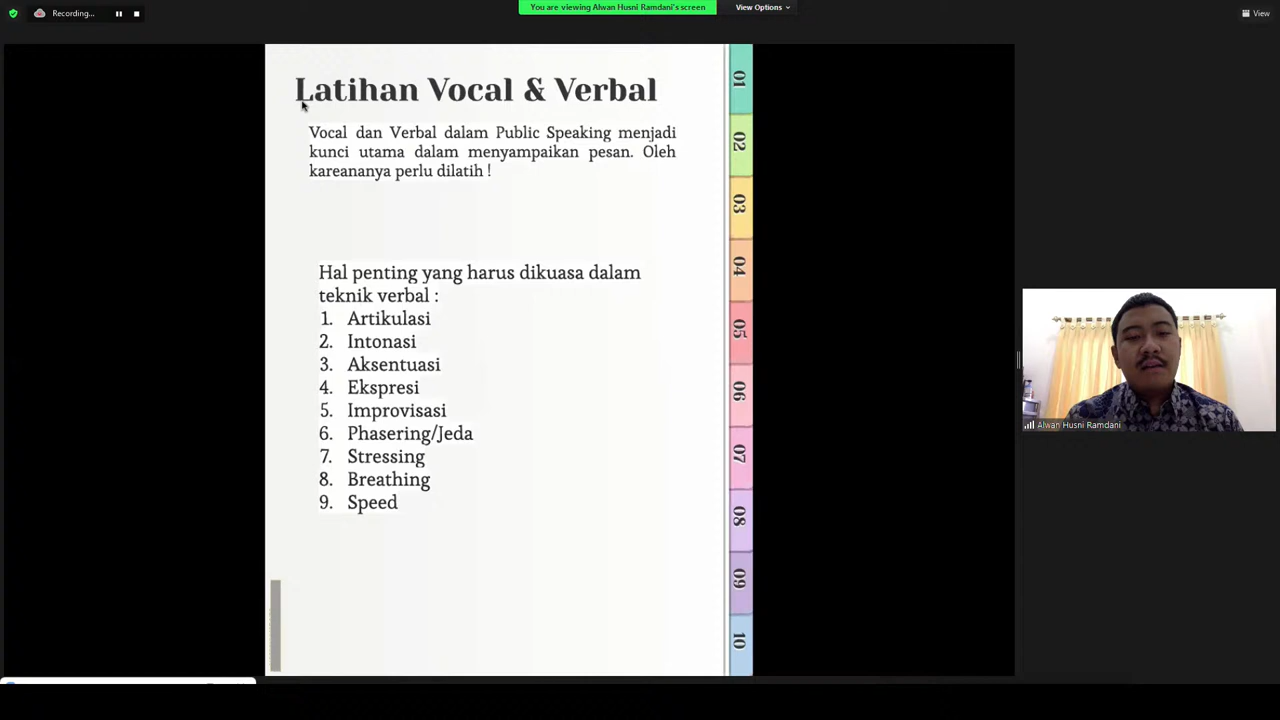 Recording...
You are viewing Alwan Husni Ramdani's screen
View Options
View
Latihan Vocal & Verbal
Vocal dan Verbal dalam Public Speaking menjadi
kunci utama dalam menyampaikan pesan. Oleh
kareananya perlu dilatih !
Hal penting yang harus dikuasa dalam
teknik verbal :
1. Artikulasi
2. Intonasi
3. Aksentuasi
4. Ekspresi
5. Improvisasi
6. Phasering/Jeda
7. Stressing
8. Breathing
9. Speed
01
02
03
04
05
06
07
08
09
10
Alwan Husni Ramdani